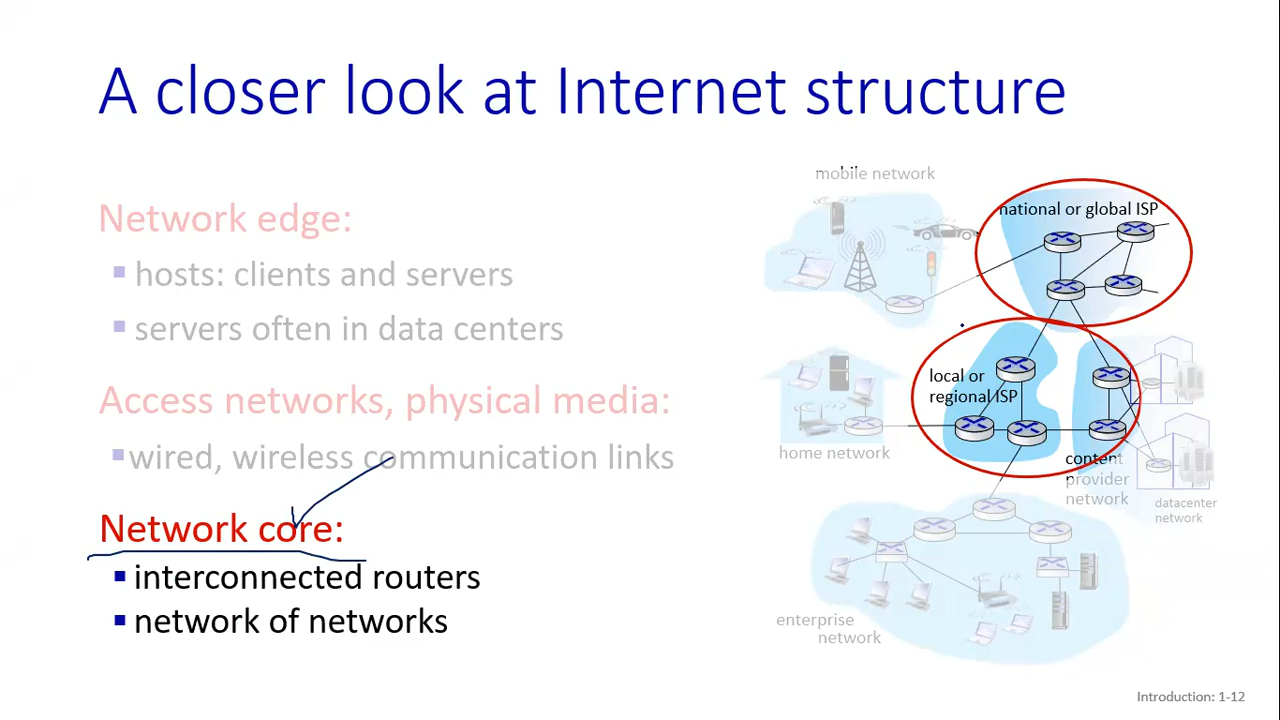 A closer look at Internet structure
Network edge:
▪ hosts: clients and servers
▪ servers often in data centers
Access networks, physical media:
▪wired, wireless communication links
Network core:
▪ interconnected routers
▪ network of networks
mobile network
national or global ISP
local or
regional ISP
home network
content
provider
network
datacenter
network
enterprise
network
Introduction: 1-12